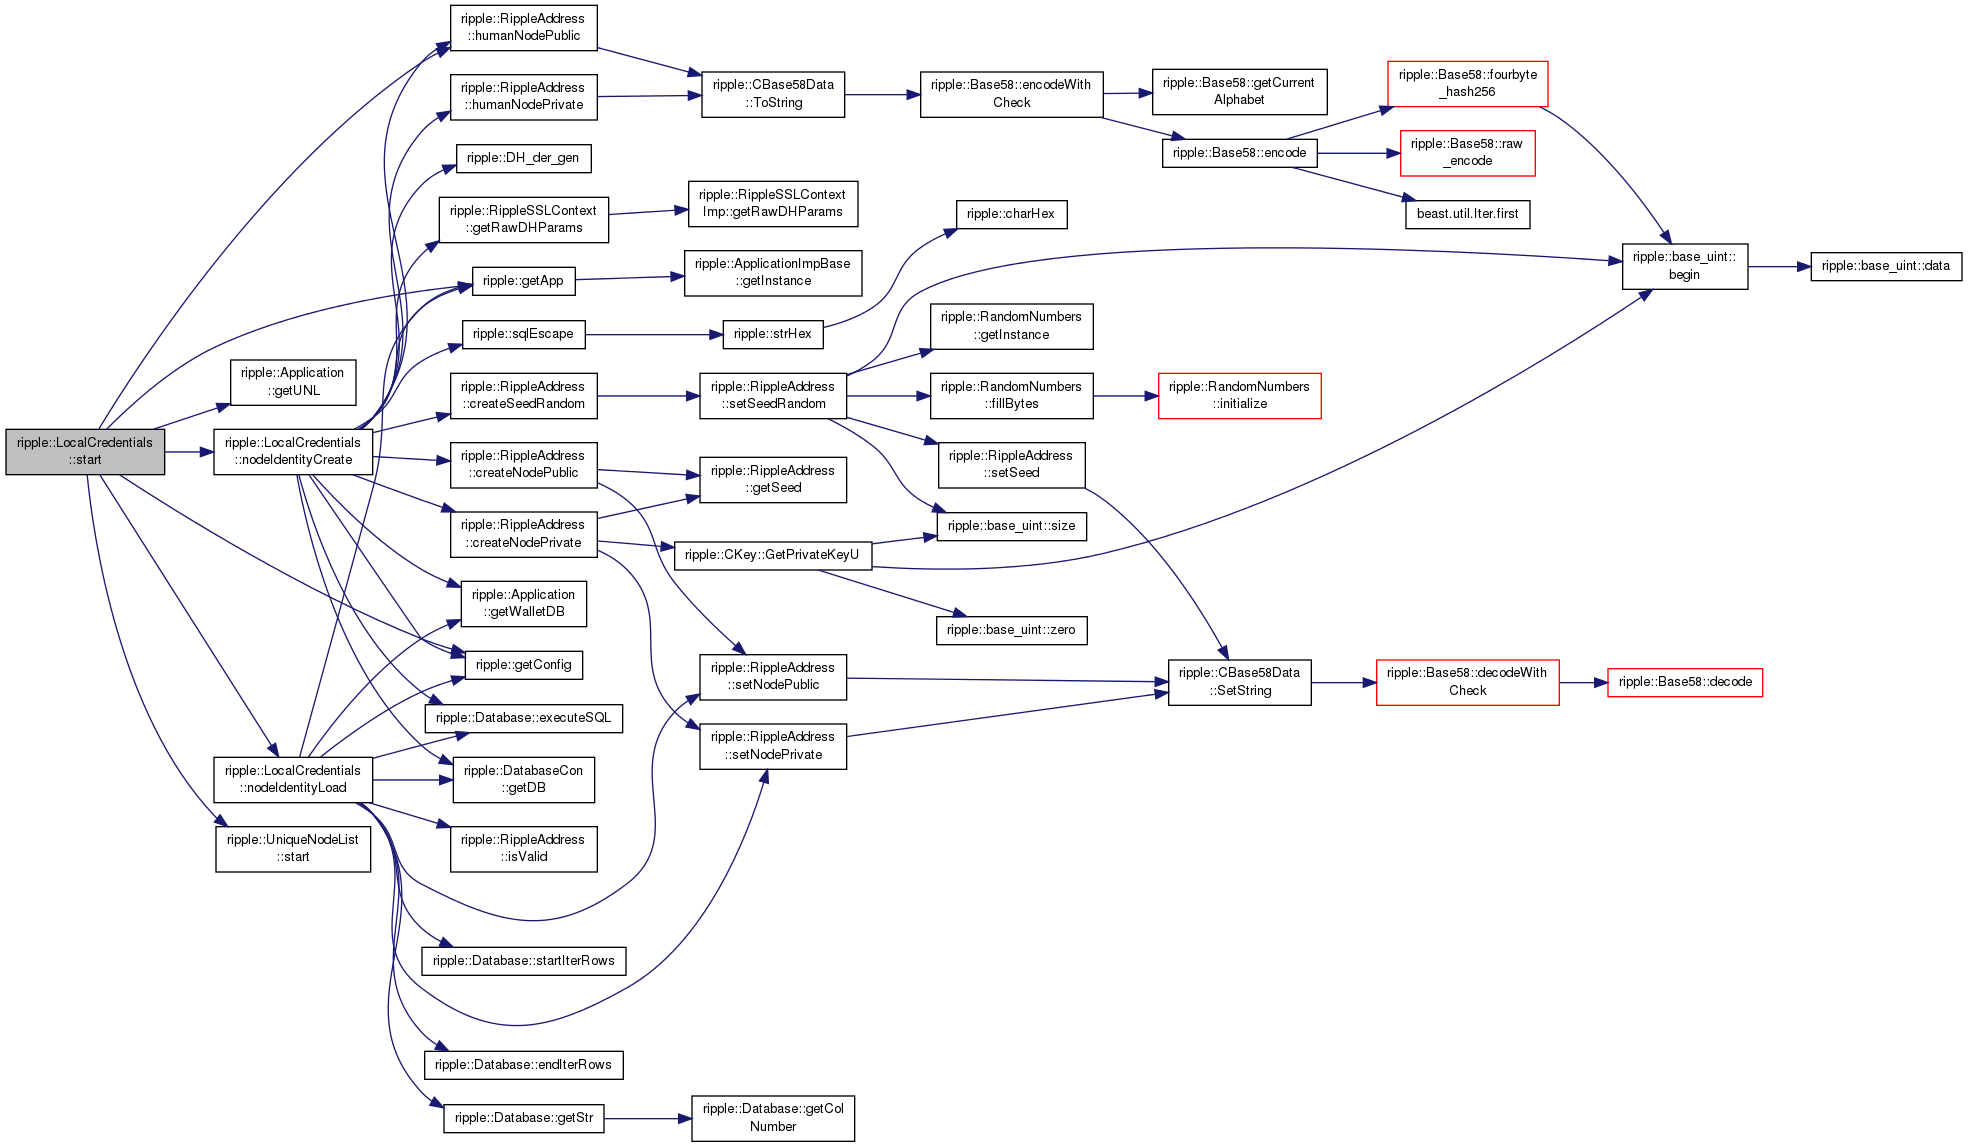 ripple::LocalCredentials
::start
ripple::Application
::getUNL
ripple::LocalCredentials
::nodeIdentityCreate
ripple::LocalCredentials
::nodeIdentityLoad
ripple::UniqueNodeList
::start
ripple::RippleAddress
::humanNodePublic
ripple::RippleAddress
::humanNodePrivate
ripple::DH_der_gen
ripple::RippleSSLContext
::getRawDHParams
ripple::getApp
ripple::sqlEscape
ripple::RippleAddress
::createSeedRandom
ripple::RippleAddress
::createNodePublic
ripple::RippleAddress
::createNodePrivate
ripple::Application
::getWalletDB
ripple::getConfig
ripple::Database::executeSQL
ripple::DatabaseCon
::getDB
ripple::RippleAddress
::isValid
ripple::Database::startIterRows
ripple::Database::endIterRows
ripple::Database::getStr
ripple::CBase58Data
::ToString
ripple::RippleSSLContext
Imp::getRawDHParams
ripple::ApplicationImpBase
::getInstance
ripple::strHex
ripple::RippleAddress
::setSeedRandom
ripple::RippleAddress
::getSeed
ripple::CKey::GetPrivateKeyU
ripple::RippleAddress
::setNodePublic
ripple::RippleAddress
::setNodePrivate
ripple::Database::getCol
Number
ripple::Base58::encodeWith
Check
ripple::charHex
ripple::RandomNumbers
::getInstance
ripple::RandomNumbers
::fillBytes
ripple::RippleAddress
::setSeed
ripple::base_uint::size
ripple::base_uint::zero
ripple::Base58::getCurrent
Alphabet
ripple::Base58::encode
ripple::RandomNumbers
::initialize
ripple::CBase58Data
::SetString
ripple::Base58::fourbyte
_hash256
ripple::Base58::raw
_encode
beast.util.Iter.first
ripple::Base58::decodeWith
Check
ripple::base_uint::
begin
ripple::Base58::decode
ripple::base_uint::data